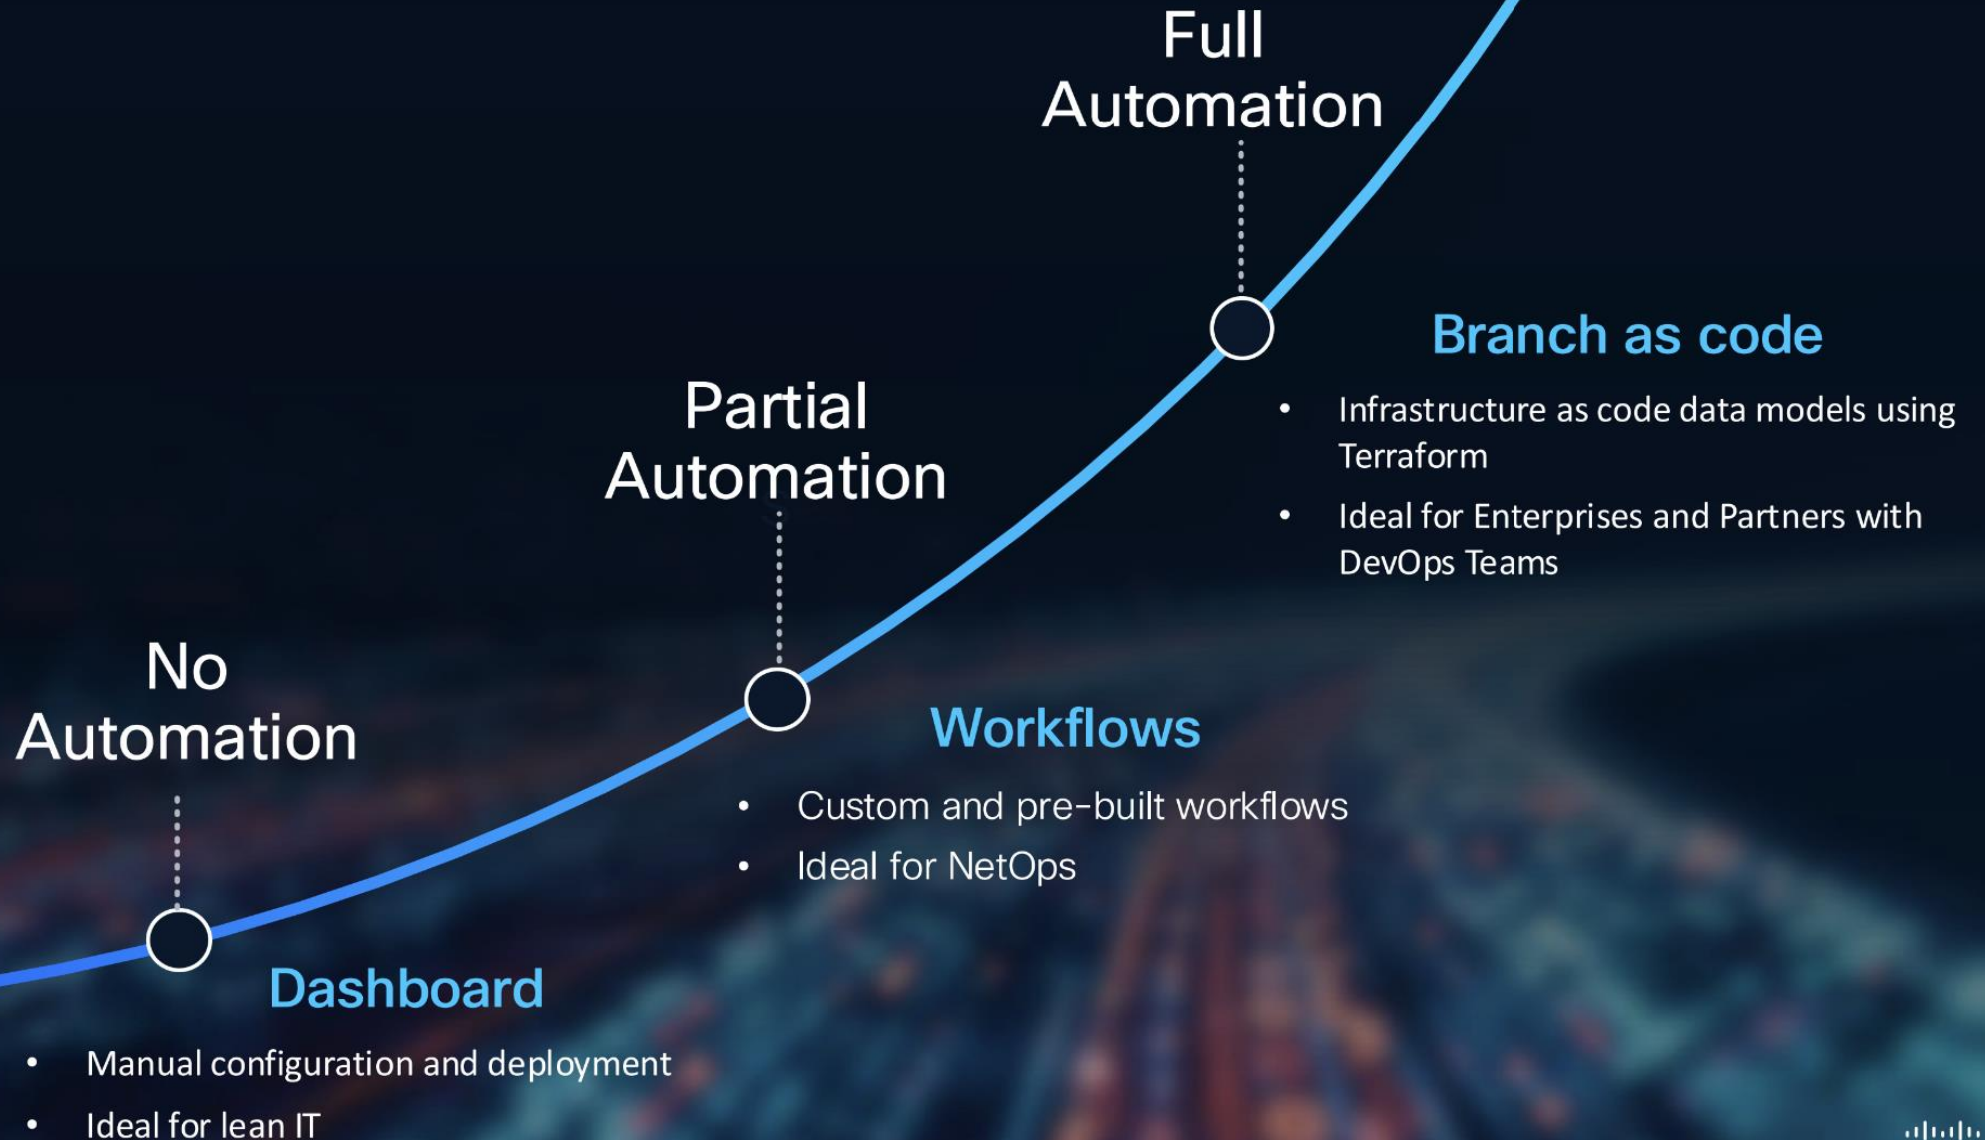 Full
Automation
Branch as code
• Infrastructure as code data models using
Terraform
• Ideal for Enterprises and Partners with
DevOps Teams
Partial
Automation
Workflows
• Custom and pre-built workflows
• Ideal for NetOps
No
Automation
Dashboard
• Manual configuration and deployment
• Ideal for lean IT